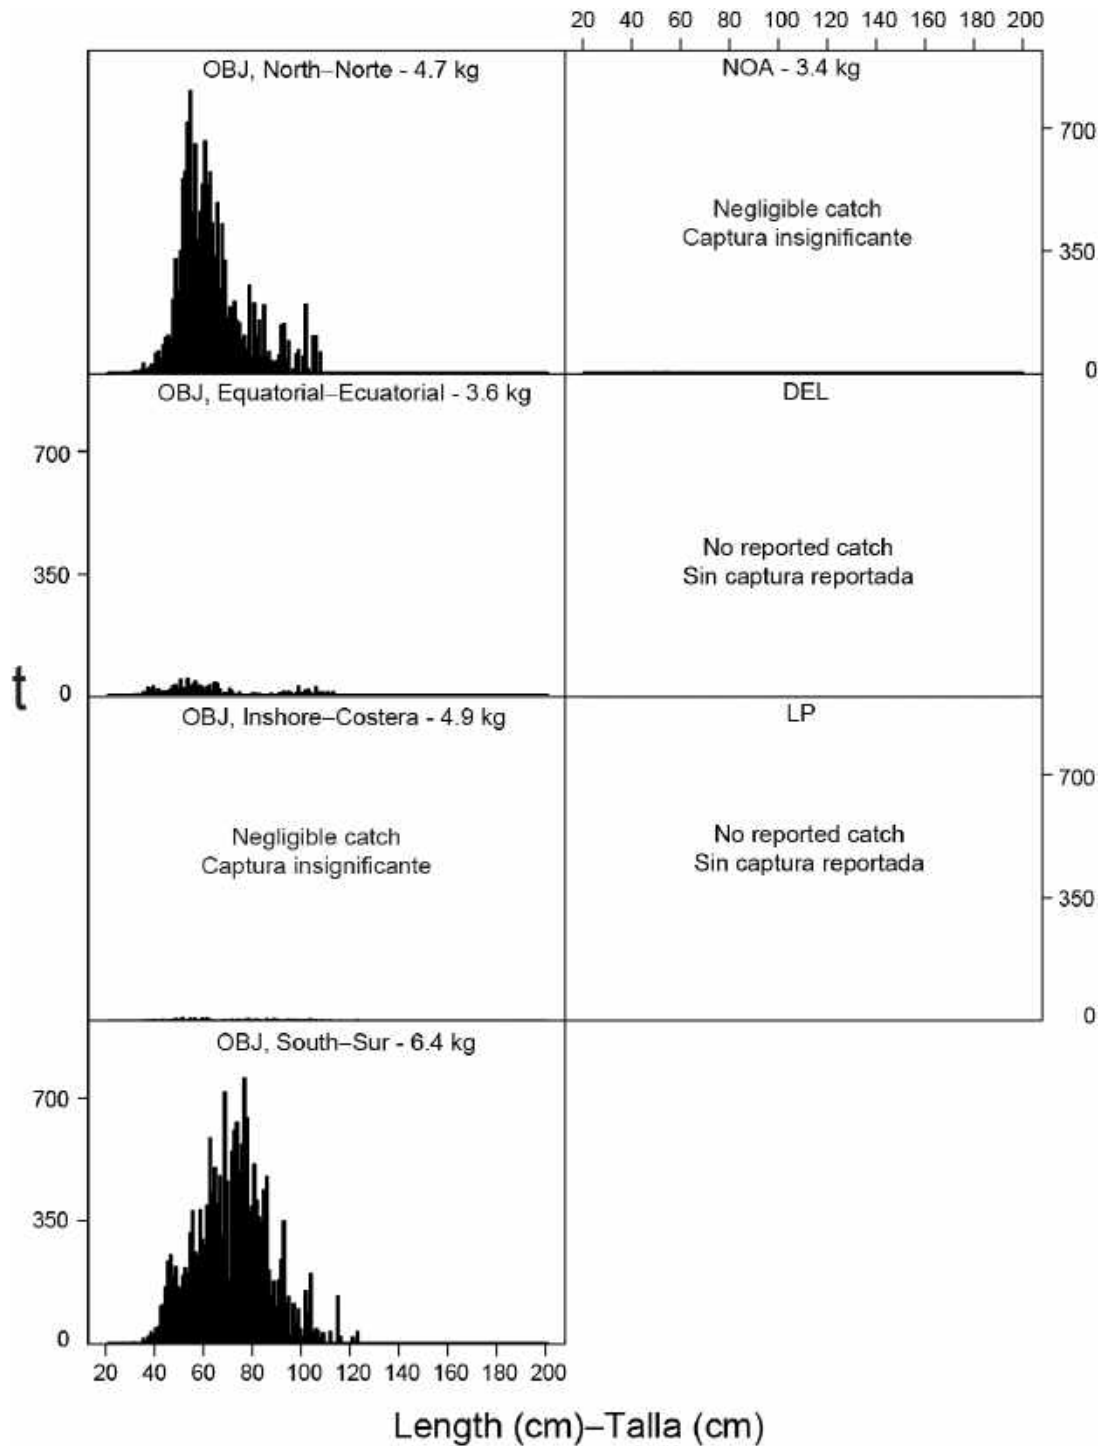 20 40 60 80 100 120 140 160 180 200
OBJ, North–Norte - 4.7 kg
NOA - 3.4 kg
700
Negligible catch
Captura insignificante
350
0
OBJ, Equatorial–Ecuatorial - 3.6 kg
DEL
700
No reported catch
Sin captura reportada
350
t
0
OBJ, Inshore–Costera - 4.9 kg
LP
700
Negligible catch
Captura insignificante
No reported catch
Sin captura reportada
350
0
OBJ, South–Sur - 6.4 kg
700
350
0
20 40 60 80 100 120 140 160 180 200
Length (cm)–Talla (cm)